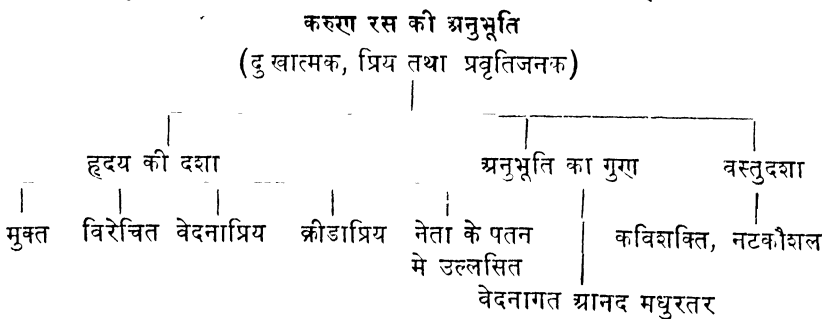 करुण रस की अनुभूति
(दु खात्मक, प्रिय तथा प्रवृतिजनक)
हृदय की दशा अनुभूति का गुण वस्तुदशा
मुक्त विरेचित वेदनाप्रिय क्रीडाप्रिय नेता के पतन कविशक्ति, नटकौशल
मे उल्लसित
वेदनागत आनद मधुरतर